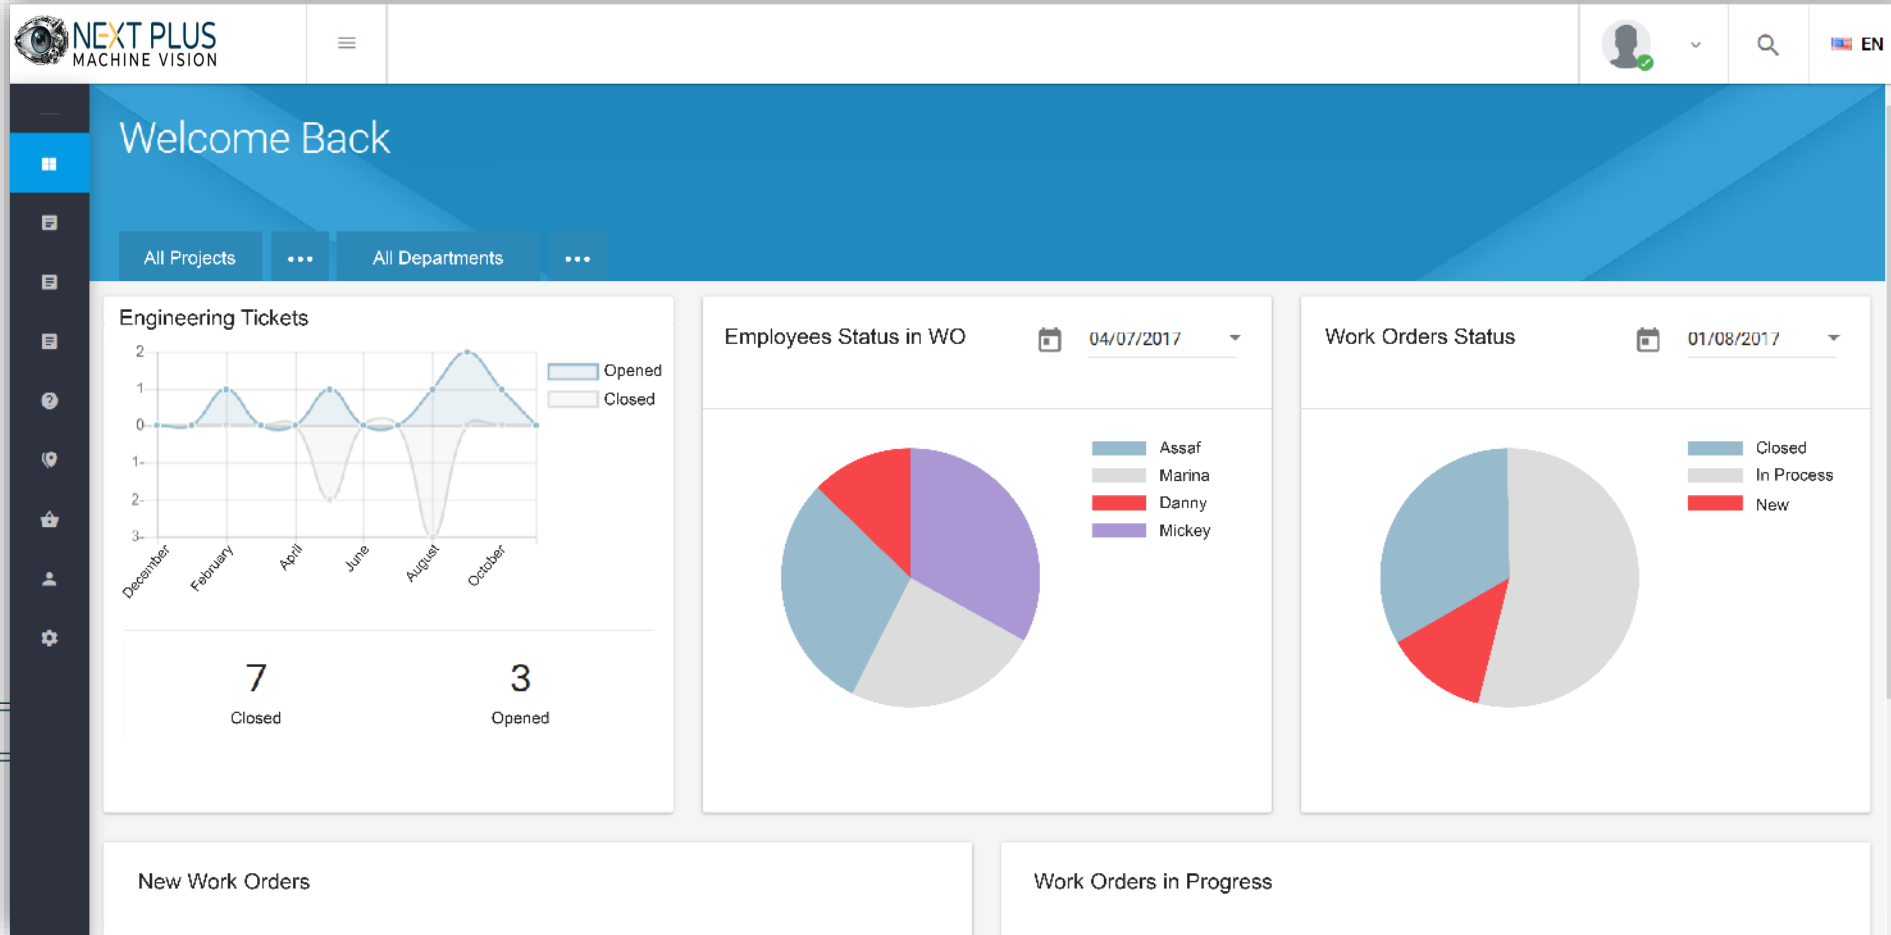 NEXT PLUS
MACHINE VISION
EN
Welcome Back
All Projects
All Departments
Engineering Tickets
2
1
0
1-
2-
3-
December
February
April
June
August
October
Opened
Closed
7
Closed
3
Opened
Employees Status in WO
04/07/2017
Assaf
Marina
Danny
Mickey
Work Orders Status
01/08/2017
Closed
In Process
New
New Work Orders
Work Orders in Progress